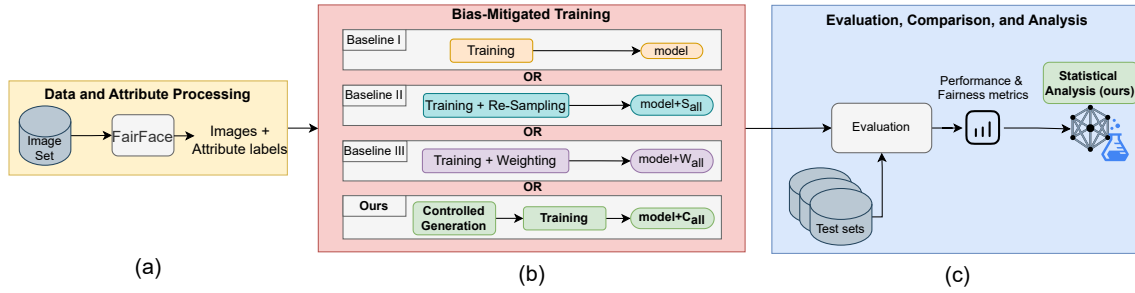 Data and Attribute Processing
Image
Set
FairFace
Images +
Attribute labels
(a)
Bias-Mitigated Training
Baseline I
Training
model
OR
Baseline II
Training + Re-Sampling
model+Sall
OR
Baseline III
Training + Weighting
model+Wall
OR
Ours
Controlled
Generation
Training
model+Call
(b)
Evaluation, Comparison, and Analysis
Evaluation
Test sets
Performance &
Fairness metrics
Statistical
Analysis (ours)
(c)